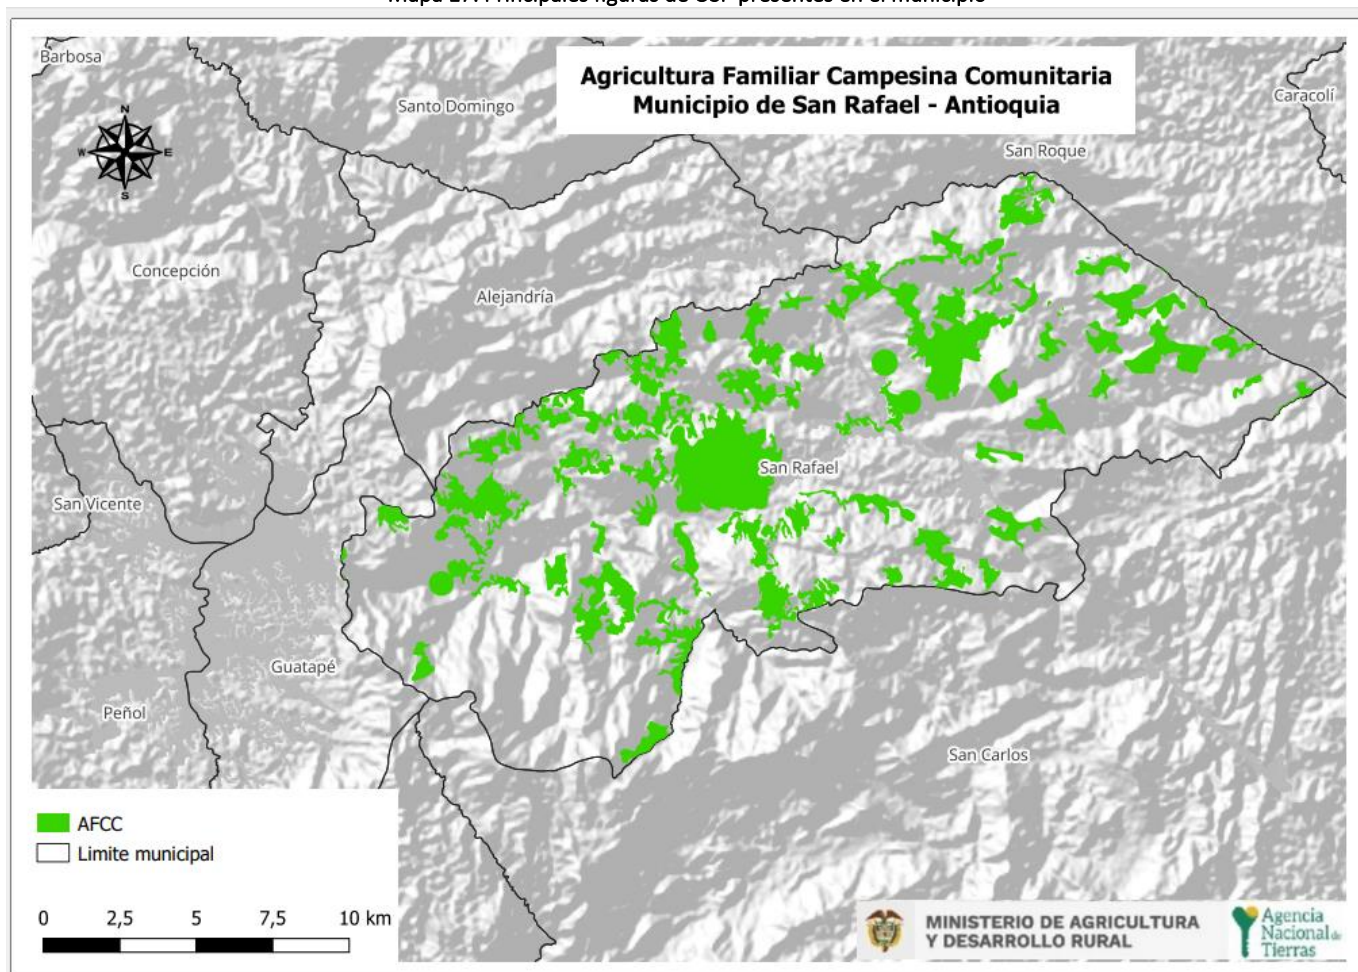 Agricultura Familiar Campesina Comunitaria
Municipio de San Rafael - Antioquia
Barbosa
Santo Domingo
Caracolí
San Roque
N
W
E
S
Concepción
Alejandría
San Rafael
San Vicente
Guatapé
Peñol
San Carlos
AFCC
Limite municipal
0 2,5 5 7,5 10 km
MINISTERIO DE AGRICULTURA
Y DESARROLLO RURAL
Agencia
Nacional de
Tierras